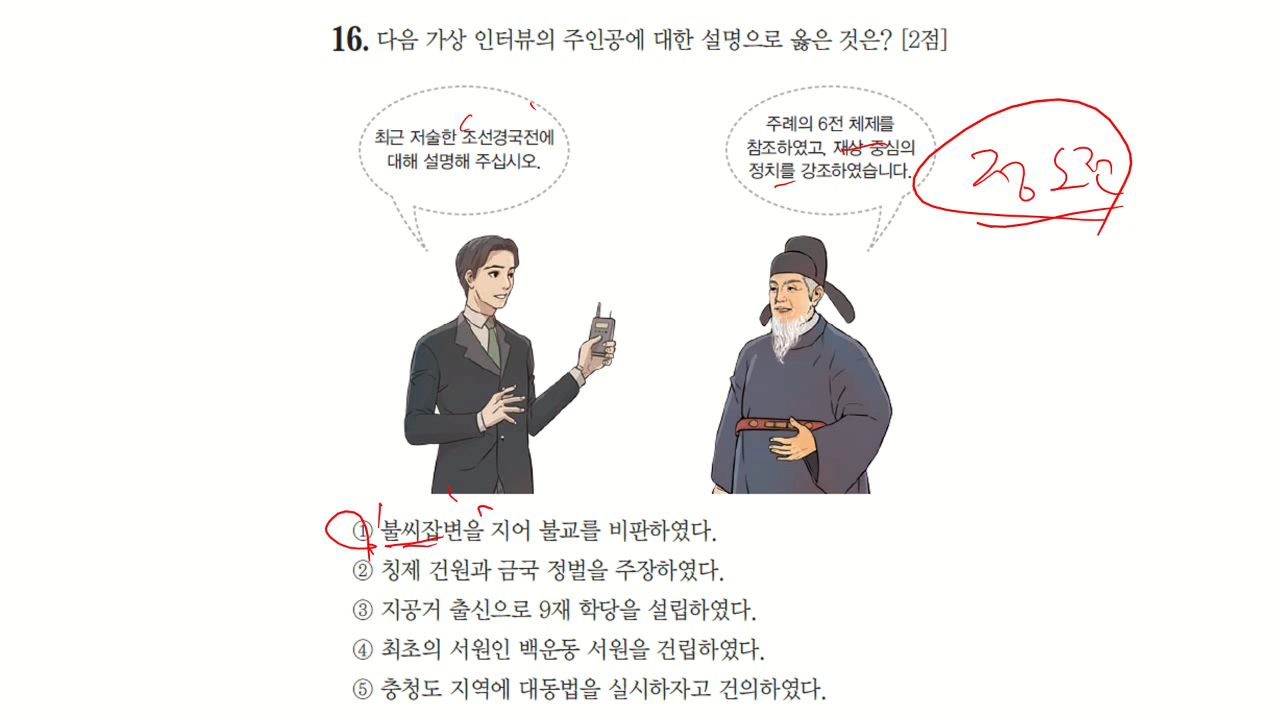 16. 다음 가상 인터뷰의 주인공에 대한 설명으로 옳은 것은? [2점]
최근 저술한 조선경국전에
대해 설명해 주십시오.
주례의 6전 체제를
참조하였고, 재상 중심의
정치를 강조하였습니다.
정도전
① 불씨잡변을 지어 불교를 비판하였다.
② 칭제 건원과 금국 정벌을 주장하였다.
③ 지공거 출신으로 9재 학당을 설립하였다.
④ 최초의 서원인 백운동 서원을 건립하였다.
⑤ 충청도 지역에 대동법을 실시하자고 건의하였다.